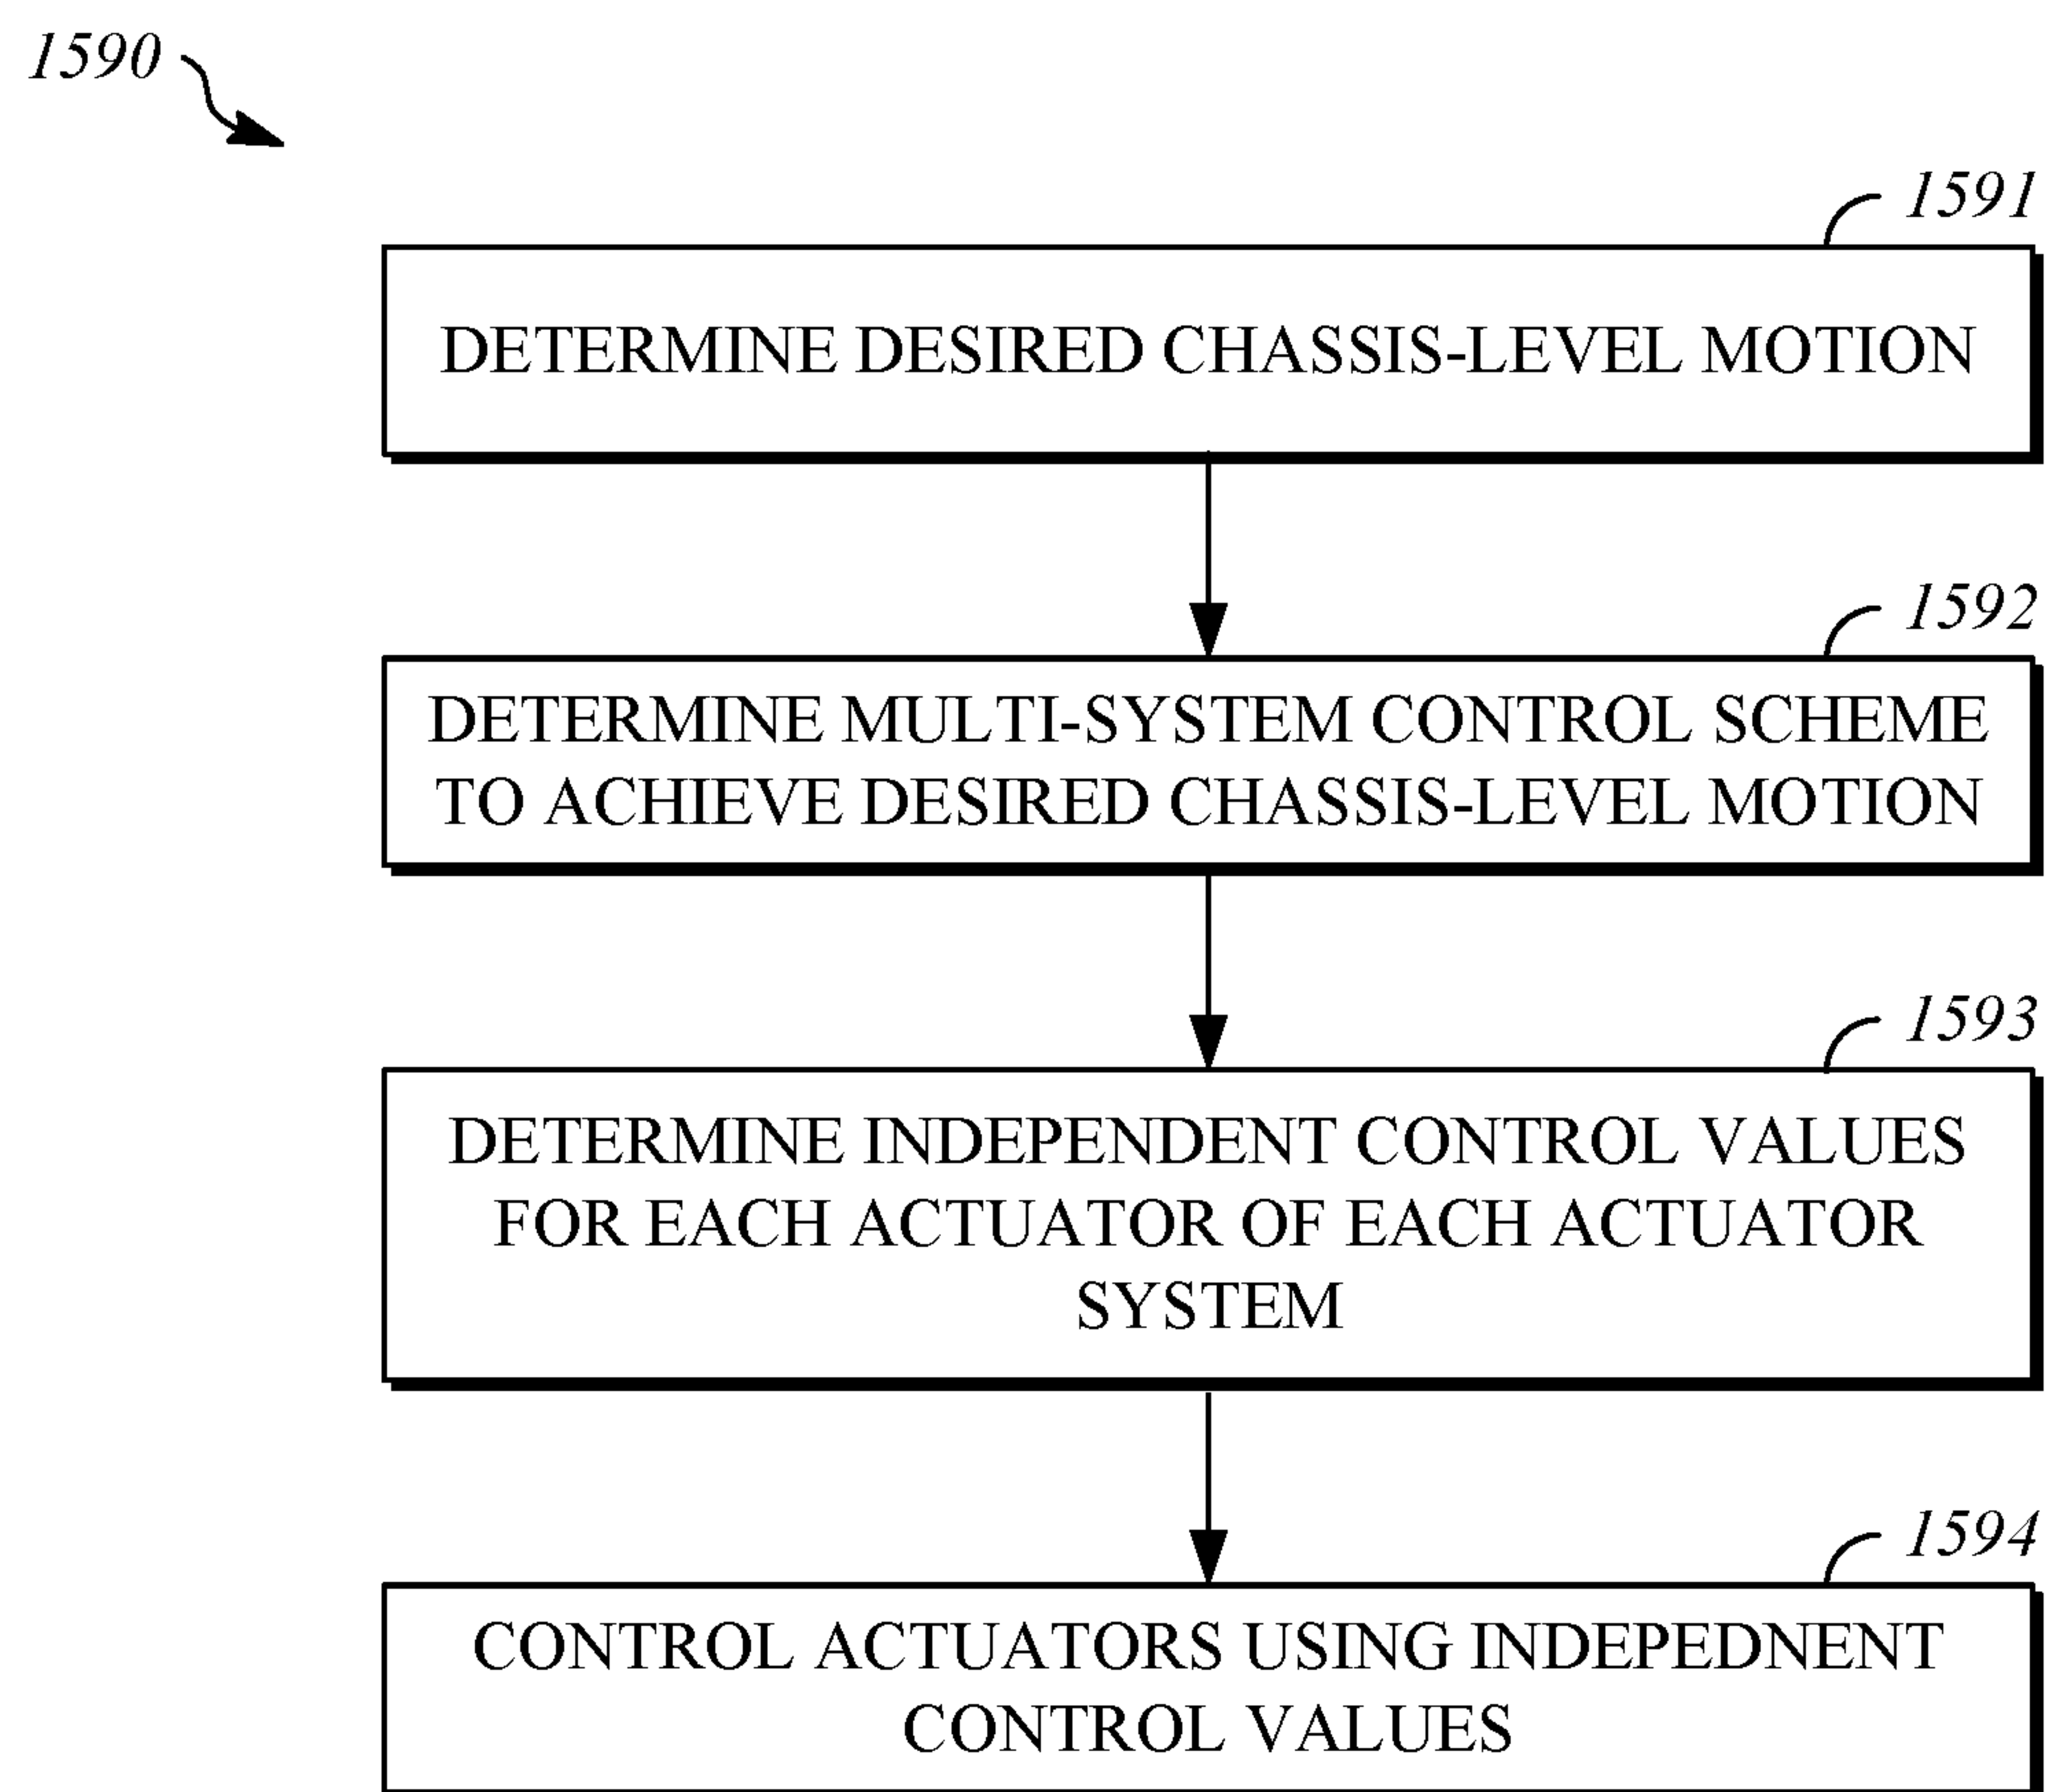 1590
1591
DETERMINE DESIRED CHASSIS-LEVEL MOTION
1592
DETERMINE MULTI-SYSTEM CONTROL SCHEME
TO ACHIEVE DESIRED CHASSIS-LEVEL MOTION
1593
DETERMINE INDEPENDENT CONTROL VALUES
FOR EACH ACTUATOR OF EACH ACTUATOR
SYSTEM
1594
CONTROL ACTUATORS USING INDEPEDNENT
CONTROL VALUES